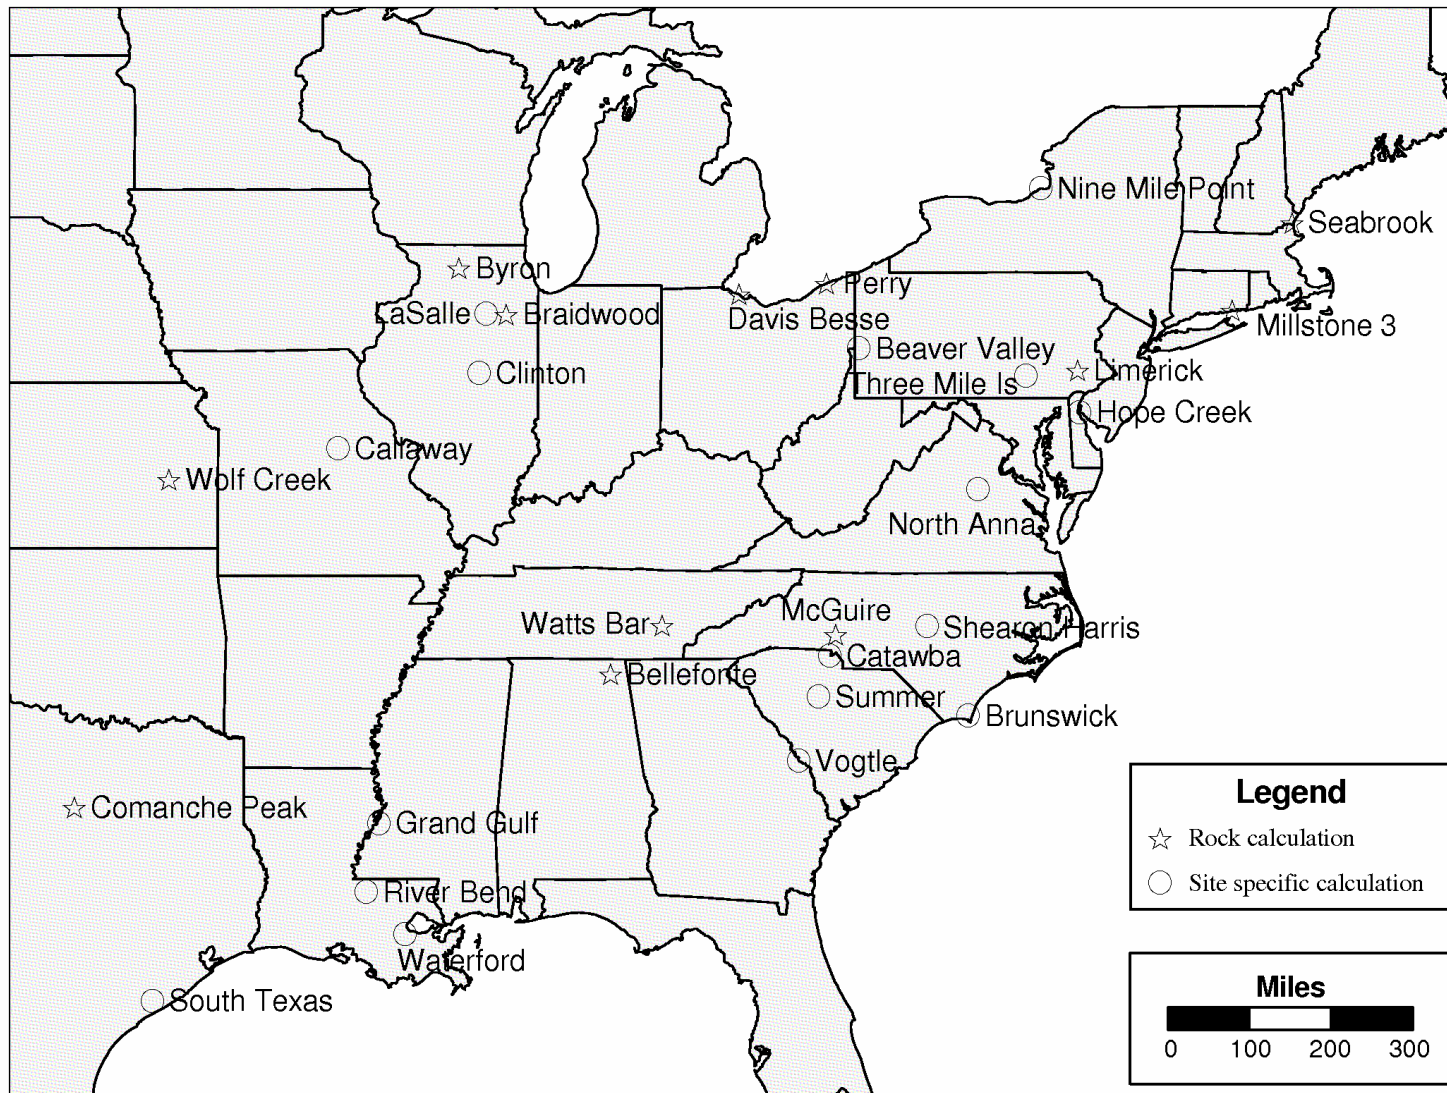 Nine Mile Point
Seabrook
Byron
Perry
LaSalle
Braidwood
Davis Besse
Millstone 3
Beaver Valley
Clinton
Three Mile Is
Limerick
Hope Creek
Callaway
Wolf Creek
North Anna
McGuire
Watts Bar
Shearon Harris
Catawba
Bellefonte
Summer
Brunswick
Vogtle
Comanche Peak
Grand Gulf
River Bend
Waterford
South Texas
Legend
Rock calculation
Site specific calculation
Miles
0 100 200 300